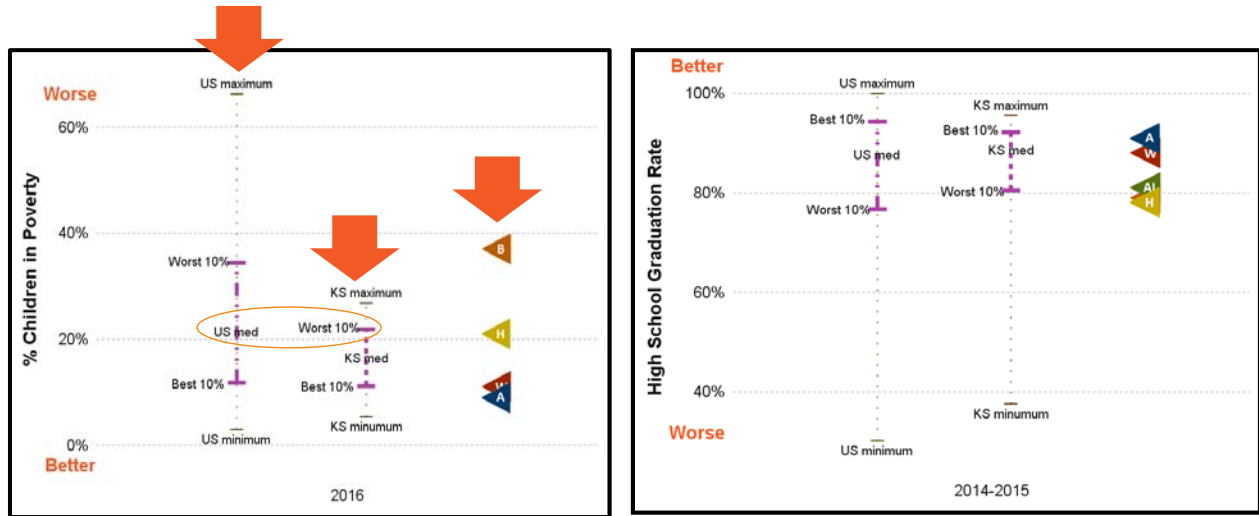 US maximum
Worse
60%
% Children in Poverty
40%
B
Worst 10%
KS maximum
US med
Worst 10%
H
20%
KS med
Best 10%
Best 10%
A
KS minumum
US minimum
0%
Better
2016
Better
US maximum
100%
KS maximum
Best 10%
Best 10%
A
US med
KS med
W
High School Graduation Rate
80%
Worst 10%
Worst 10%
AI
H
60%
40%
KS minumum
Worse
US minimum
2014-2015